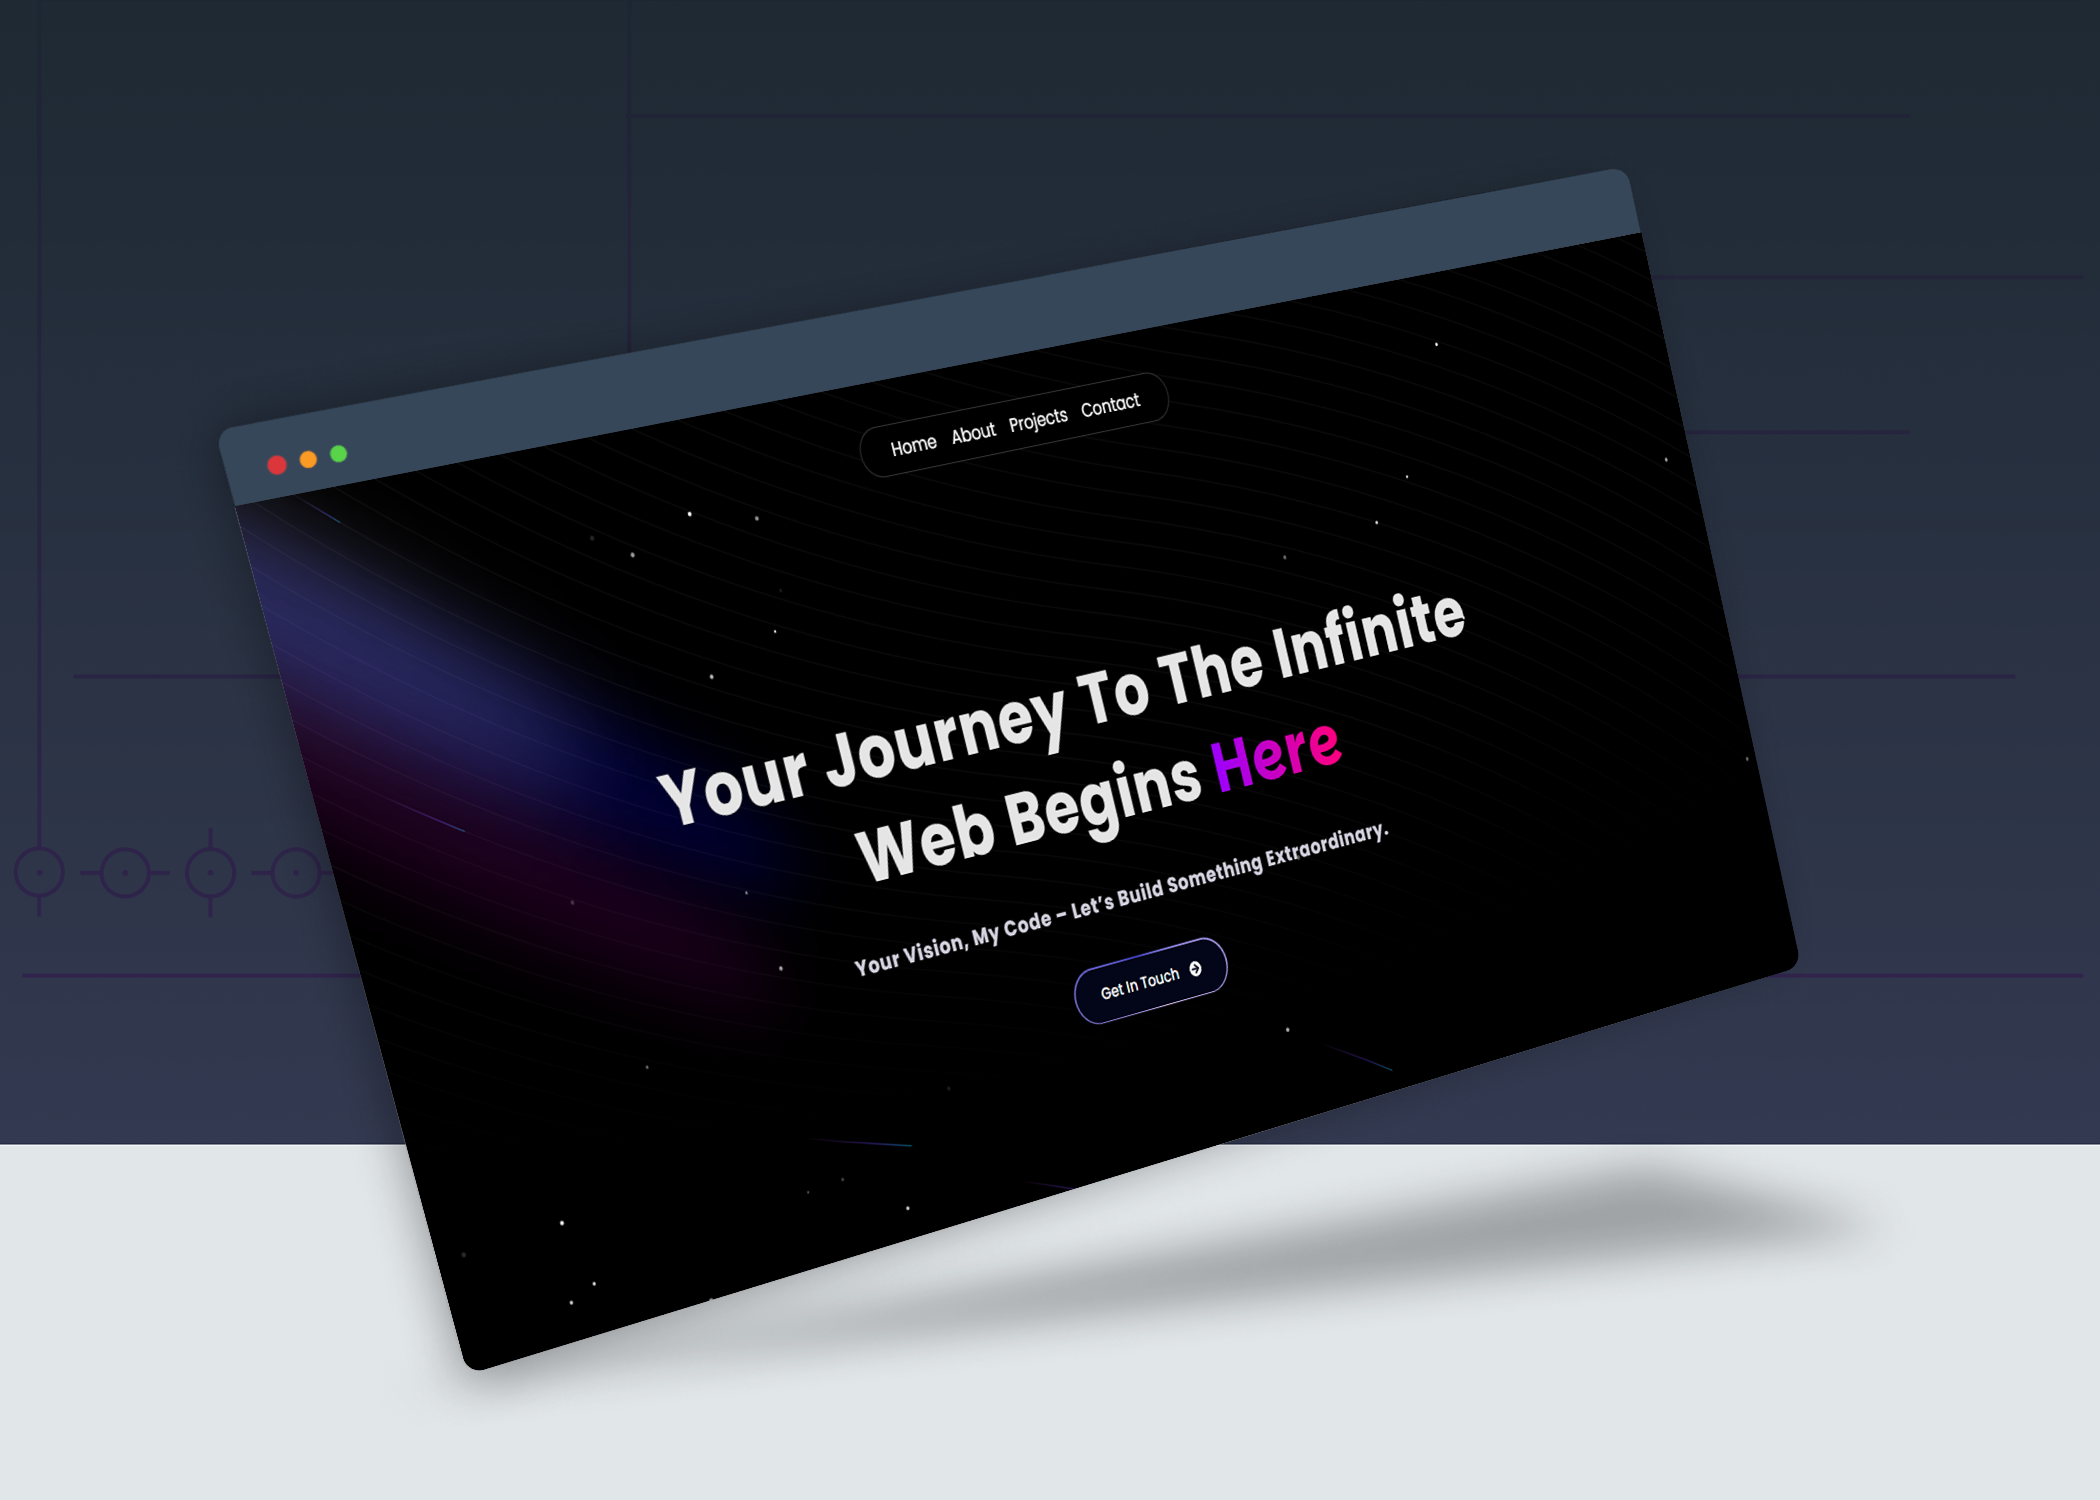 Home About Projects Contact
Your Journey To The Infinite
Web Begins Here
Your Vision, My Code – Let's Build Something Extraordinary.
Get In Touch